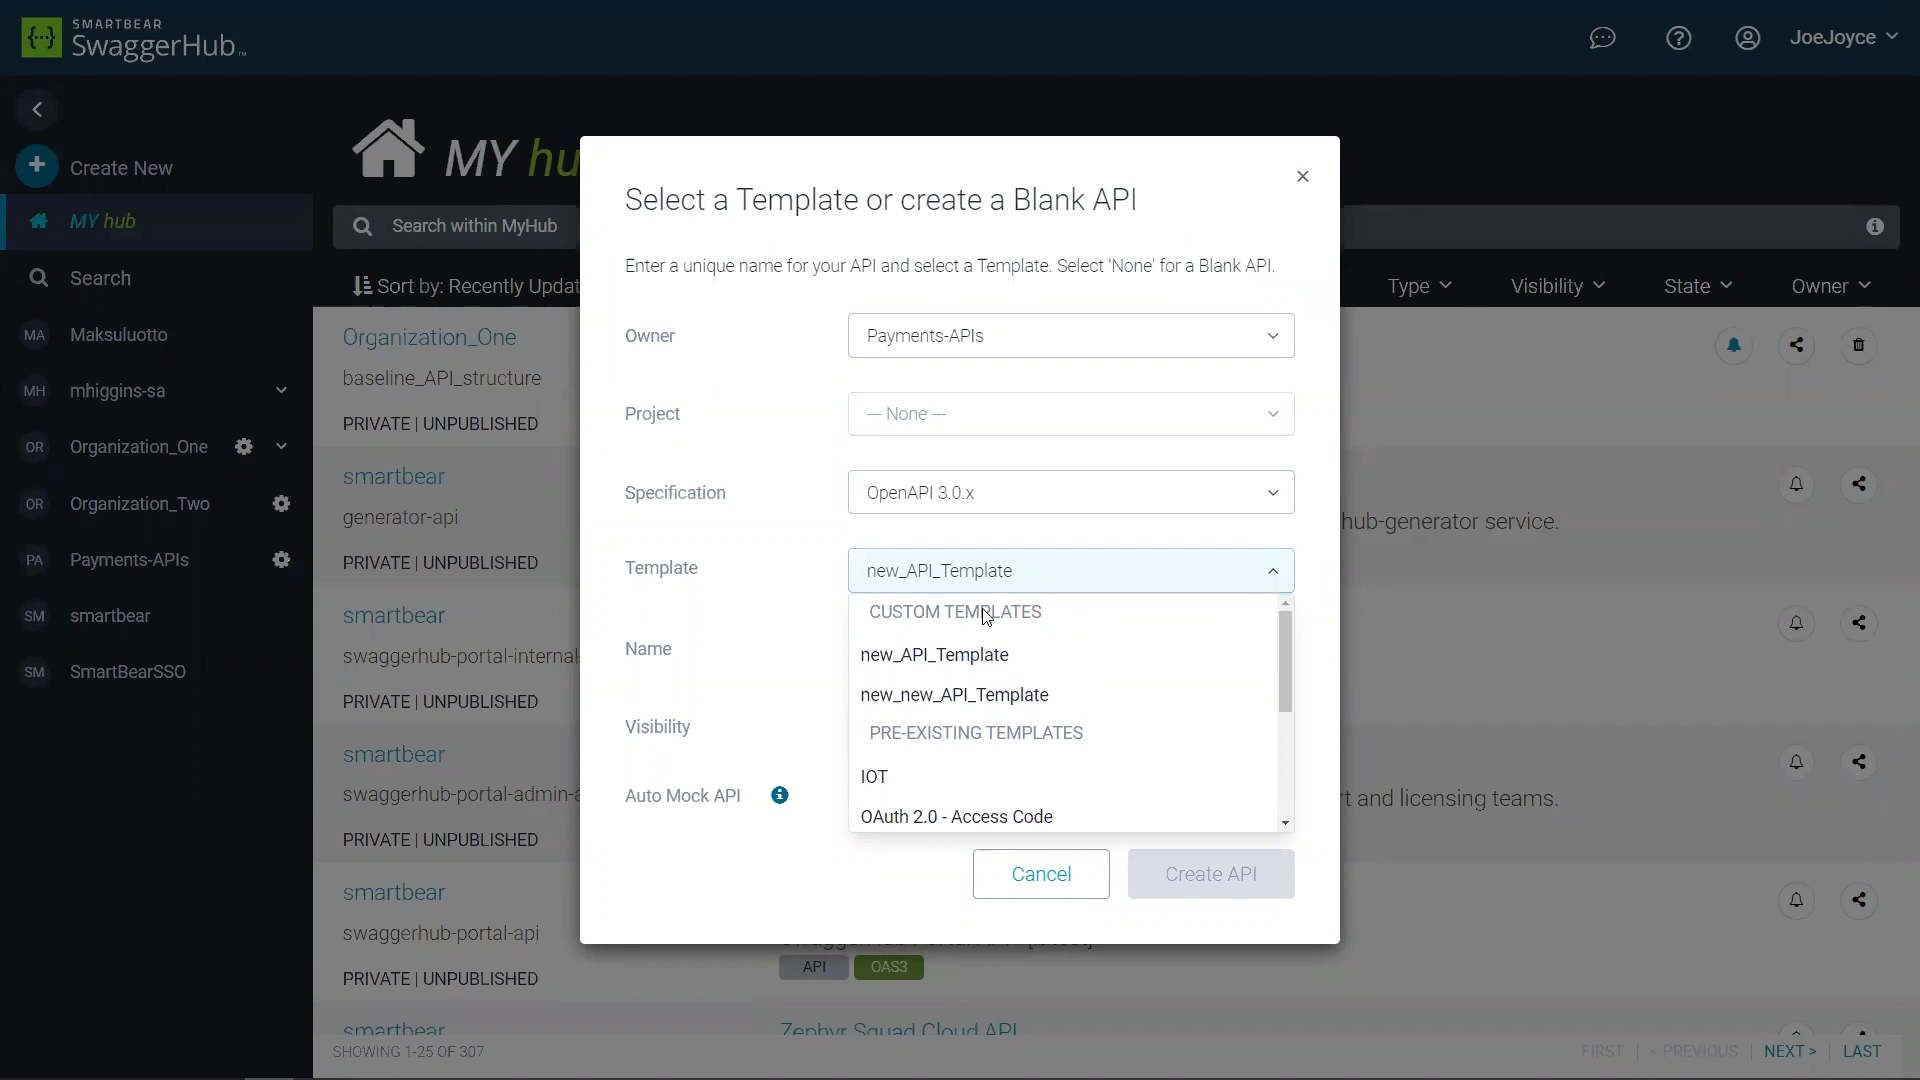 SMARTBEAR
SwaggerHub™
JoeJoyce
Create New
MY hub
Search
MA Maksuluotto
MH mhiggins-sa
OR Organization_One
OR Organization_Two
PA Payments-APIs
SM smartbear
SM SmartBearSSO
MY hu
Search within MyHub
Sort by: Recently Updat
Type
Visibility
State
Owner
Organization_One
baseline_API_structure
PRIVATE | UNPUBLISHED
smartbear
generator-api
hub-generator service.
PRIVATE | UNPUBLISHED
smartbear
swaggerhub-portal-internal-
PRIVATE | UNPUBLISHED
smartbear
swaggerhub-portal-admin-a
rt and licensing teams.
PRIVATE | UNPUBLISHED
smartbear
swaggerhub-portal-api
API OAS3
PRIVATE | UNPUBLISHED
smartbear
Zephyr Squad Cloud API
SHOWING 1-25 OF 307
FIRST < PREVIOUS NEXT > LAST
Select a Template or create a Blank API
Enter a unique name for your API and select a Template. Select ‘None’ for a Blank API.
Owner Payments-APIs
Project --- None ---
Specification OpenAPI 3.0.x
Template new_API_Template
CUSTOM TEMPLATES
new_API_Template
new_new_API_Template
PRE-EXISTING TEMPLATES
IOT
OAuth 2.0 - Access Code
Name
Visibility
Auto Mock API
Cancel
Create API